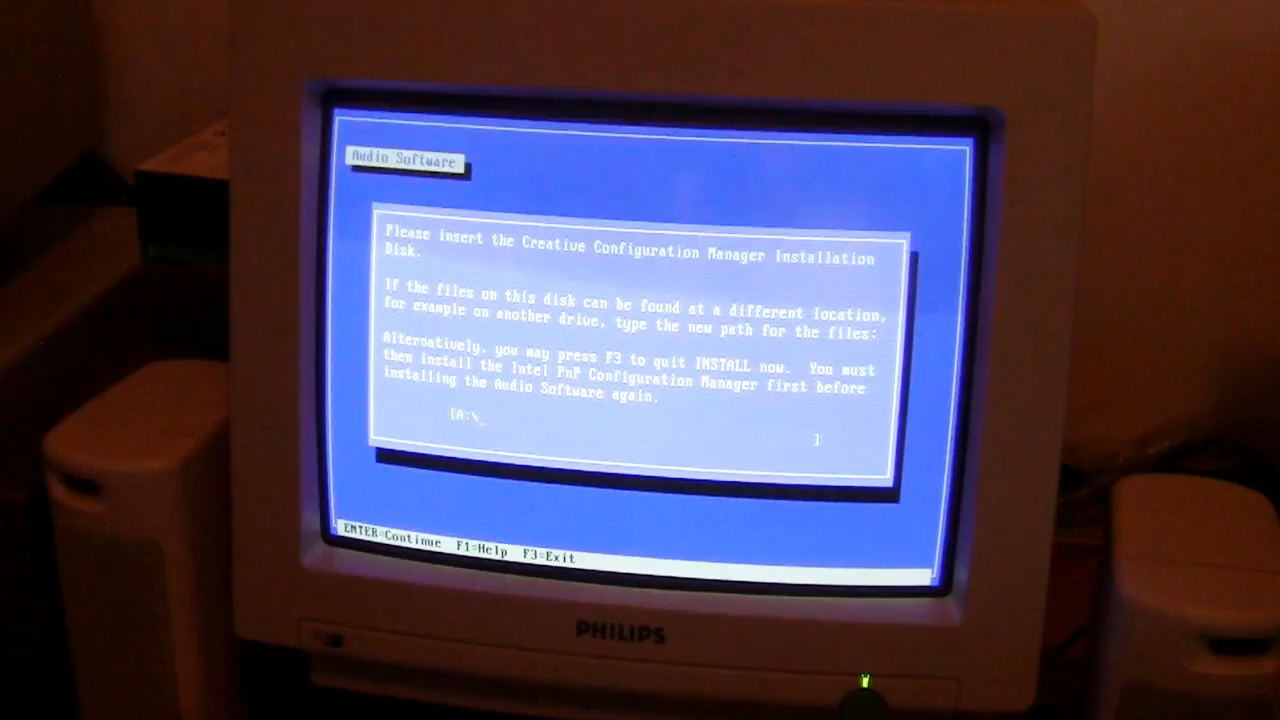 Audio Software
Please insert the Creative Configuration Manager Installation
Disk.
If the files on this disk can be found at a different location,
for example on another drive, type the new path for the files:
Alternatively, you may press F3 to quit INSTALL now.  You must
then install the Intel PnP Configuration Manager first before
installing the Audio Software again.
[A:\_ ]
ENTER=Continue  F1=Help  F3=Exit
PHILIPS